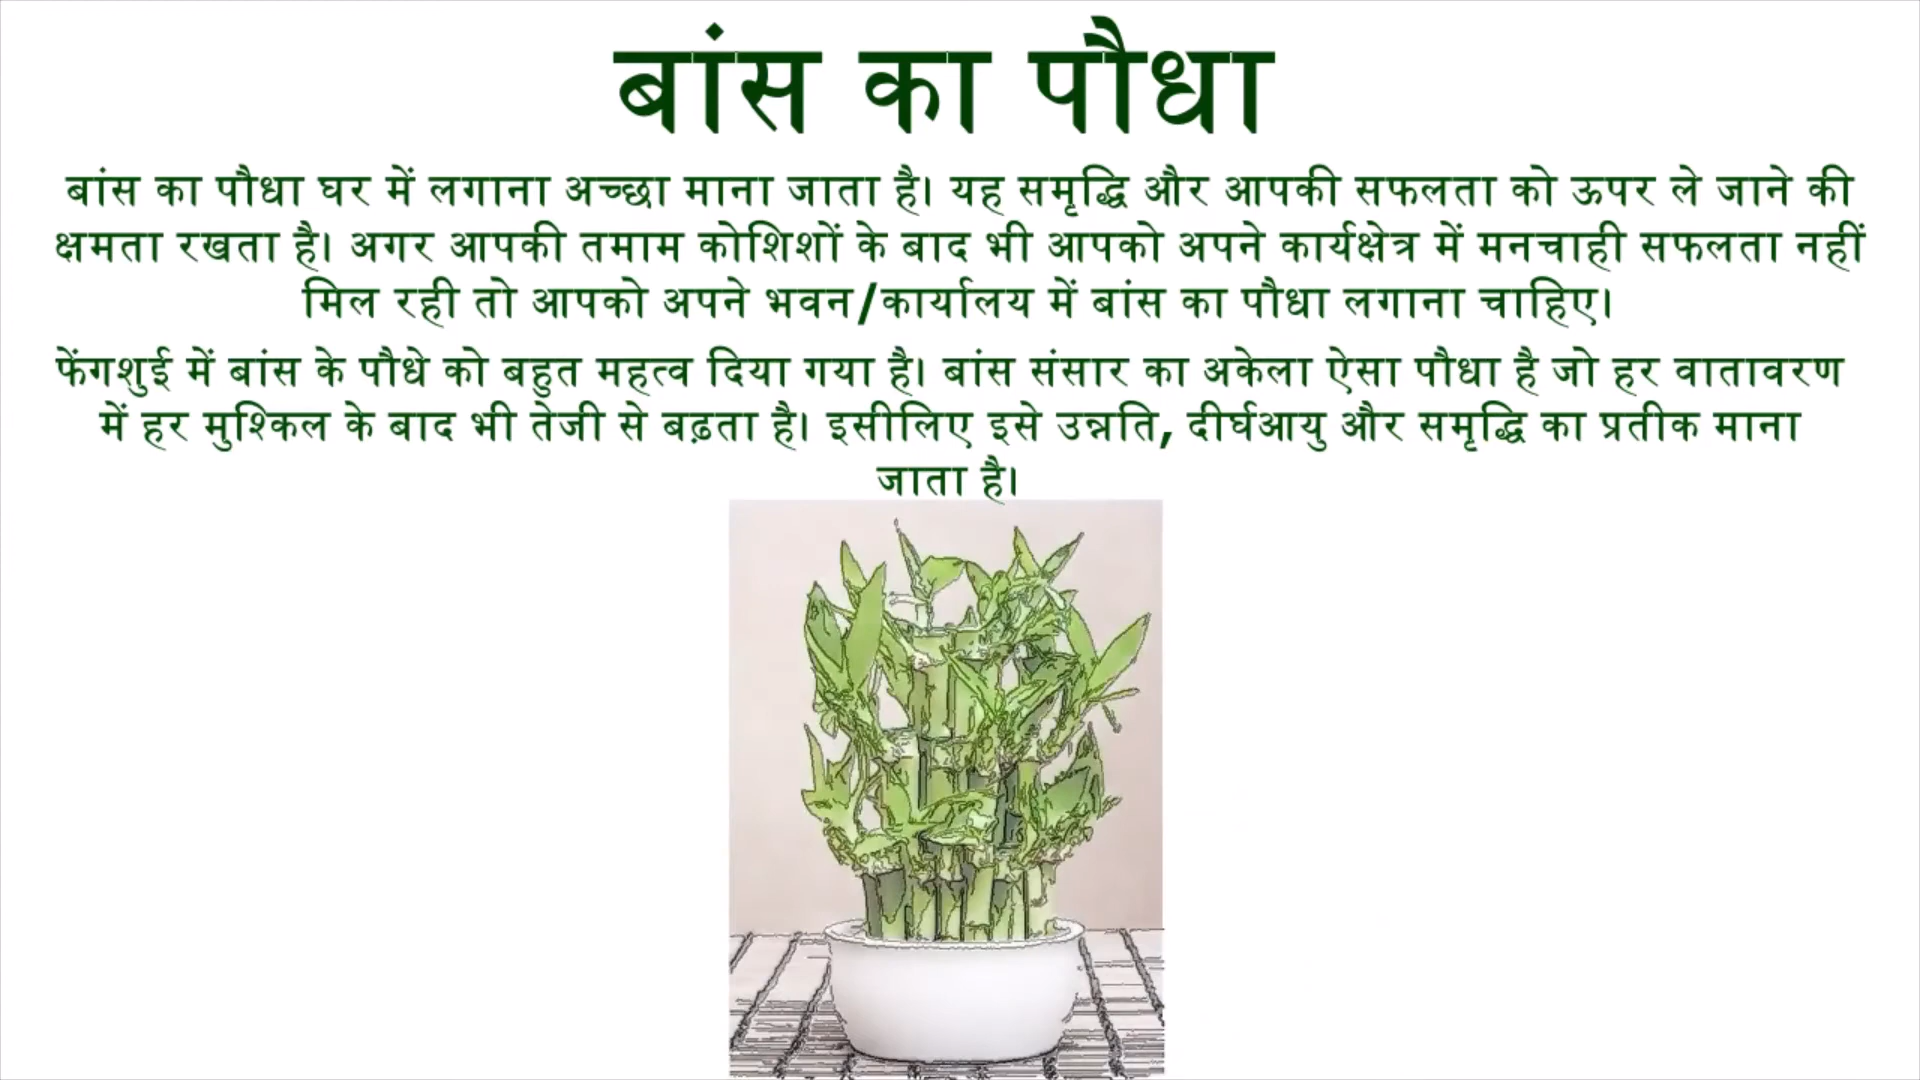 बांस का पौधा
बांस का पौधा घर में लगाना अच्छा माना जाता है। यह समृद्धि और आपकी सफलता को ऊपर ले जाने की
क्षमता रखता है। अगर आपकी तमाम कोशिशों के बाद भी आपको अपने कार्यक्षेत्र में मनचाही सफलता नहीं
मिल रही तो आपको अपने भवन/कार्यालय में बांस का पौधा लगाना चाहिए।
फेंगशुई में बांस के पौधे को बहुत महत्व दिया गया है। बांस संसार का अकेला ऐसा पौधा है जो हर वातावरण
में हर मुश्किल के बाद भी तेजी से बढ़ता है। इसीलिए इसे उन्नति, दीर्घआयु और समृद्धि का प्रतीक माना
जाता है।